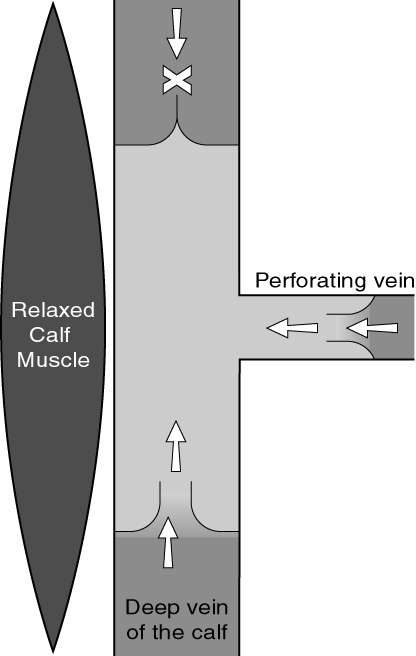 Perforating vein
Relaxed
Calf
Muscle
Deep vein
of the calf